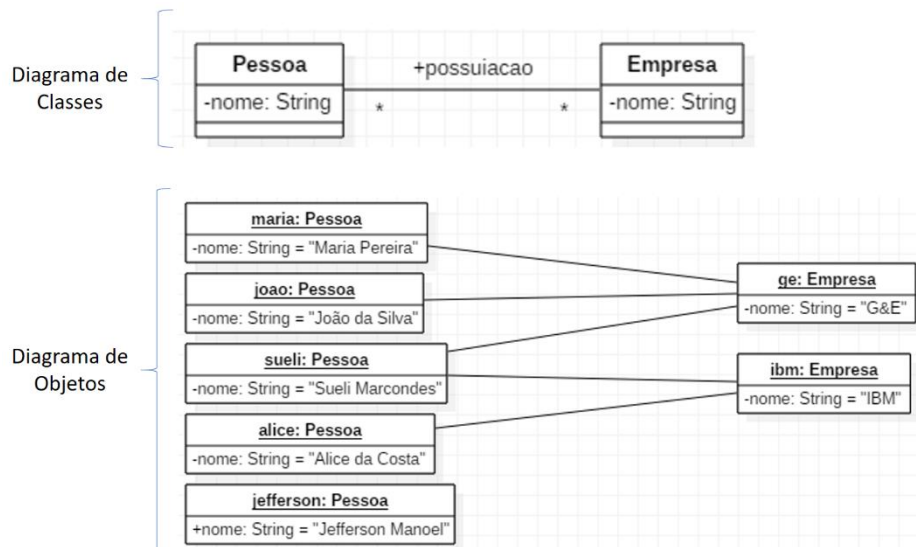 Diagrama de
Classes
Pessoa
-nome: String
+possuiacao
*
*
Empresa
-nome: String
Diagrama de
Objetos
maria: Pessoa
-nome: String = "Maria Pereira"
joao: Pessoa
-nome: String = "João da Silva"
sueli: Pessoa
-nome: String = "Sueli Marcondes"
alice: Pessoa
-nome: String = "Alice da Costa"
jefferson: Pessoa
+nome: String = "Jefferson Manoel"
ge: Empresa
-nome: String = "G&E"
ibm: Empresa
-nome: String = "IBM"